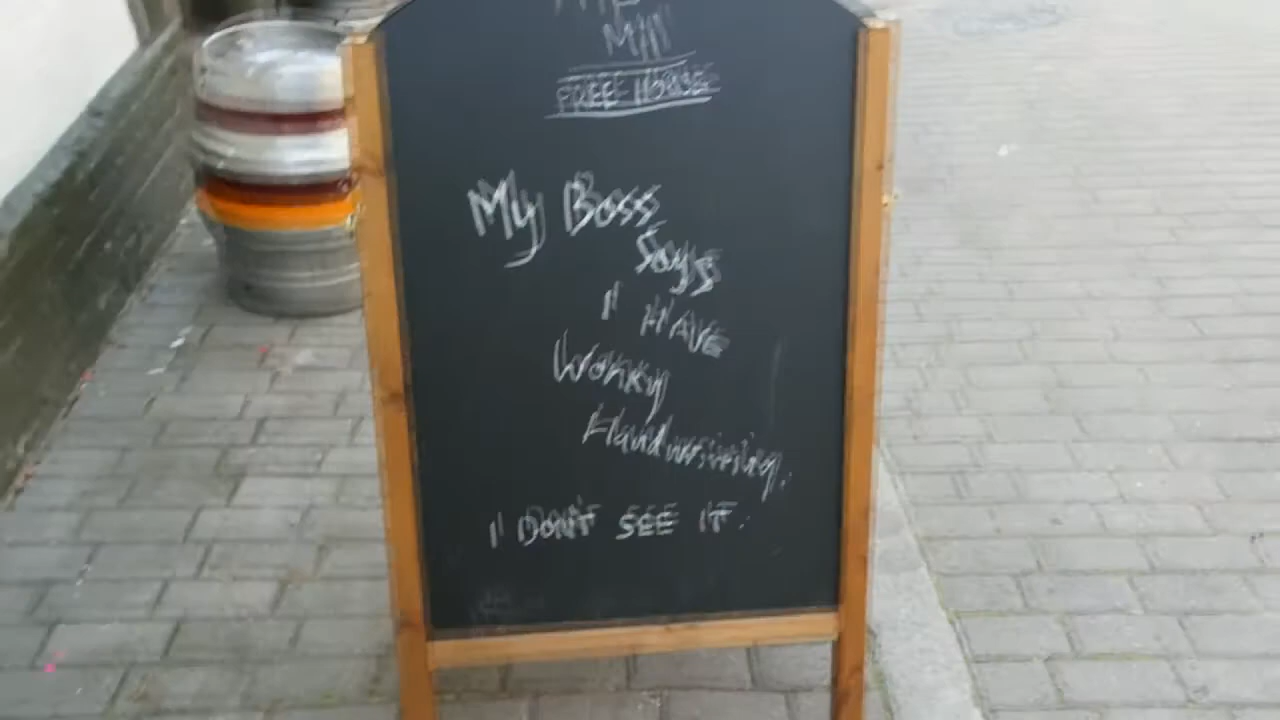 Mill
FREE HOUSE
My Boss
Says
I HAVE
Wonky
Handwriting.
I DON'T SEE IT.